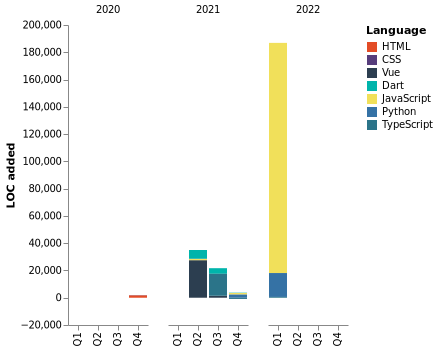 2020 2021 2022
LOC added
200,000
180,000
160,000
140,000
120,000
100,000
80,000
60,000
40,000
20,000
0
−20,000
Q1 Q2 Q3 Q4 Q1 Q2 Q3 Q4 Q1 Q2 Q3 Q4
Language
HTML
CSS
Vue
Dart
JavaScript
Python
TypeScript